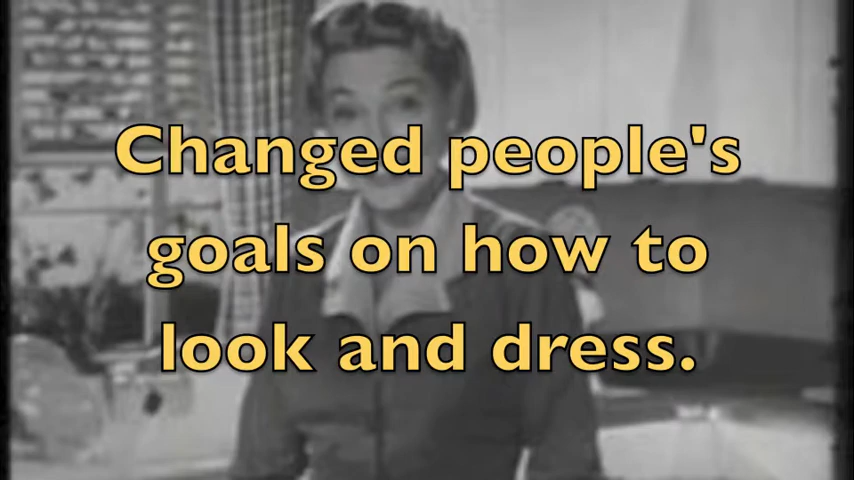 Changed people's
goals on how to
look and dress.